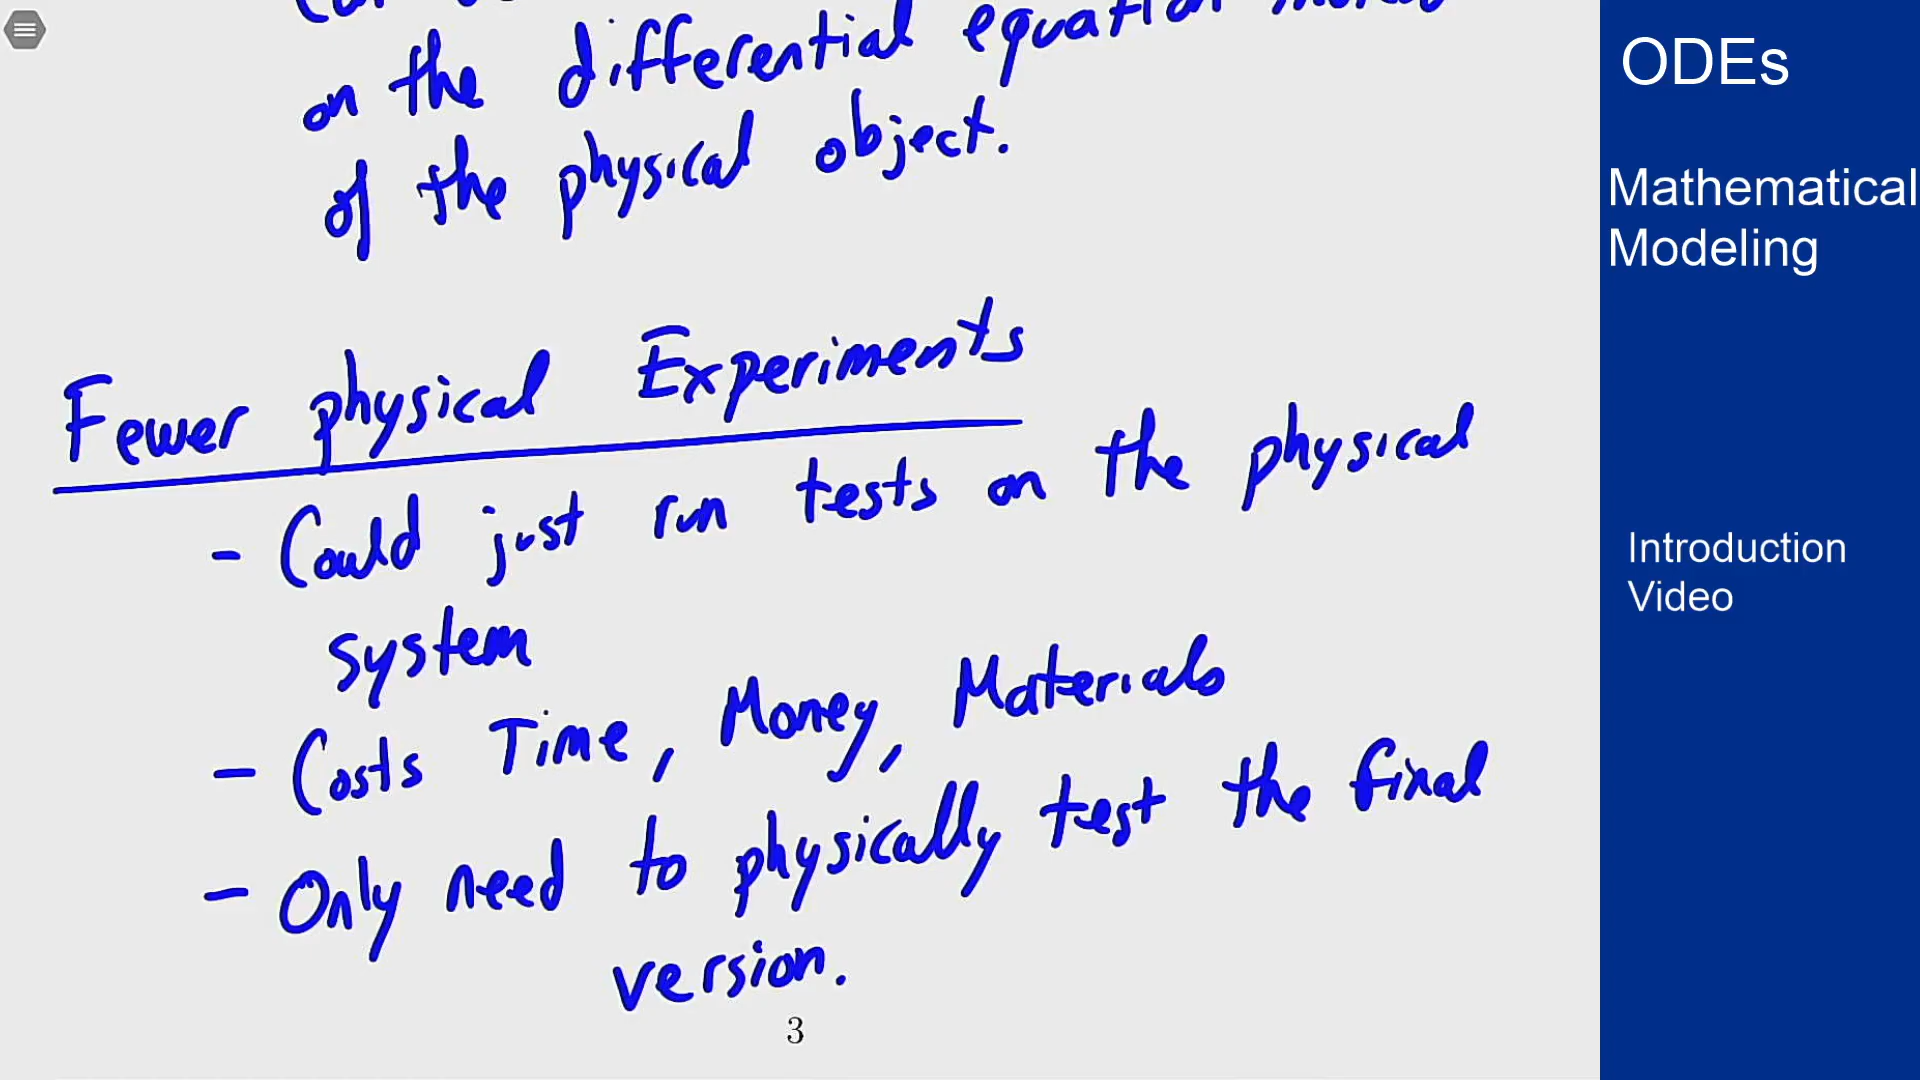 on the differential equation
of the physical object.
Fewer physical Experiments
- Could just run tests on the physical
system
- Costs Time, Money, Materials
- Only need to physically test the final
version.
3
ODEs
Mathematical
Modeling
Introduction
Video